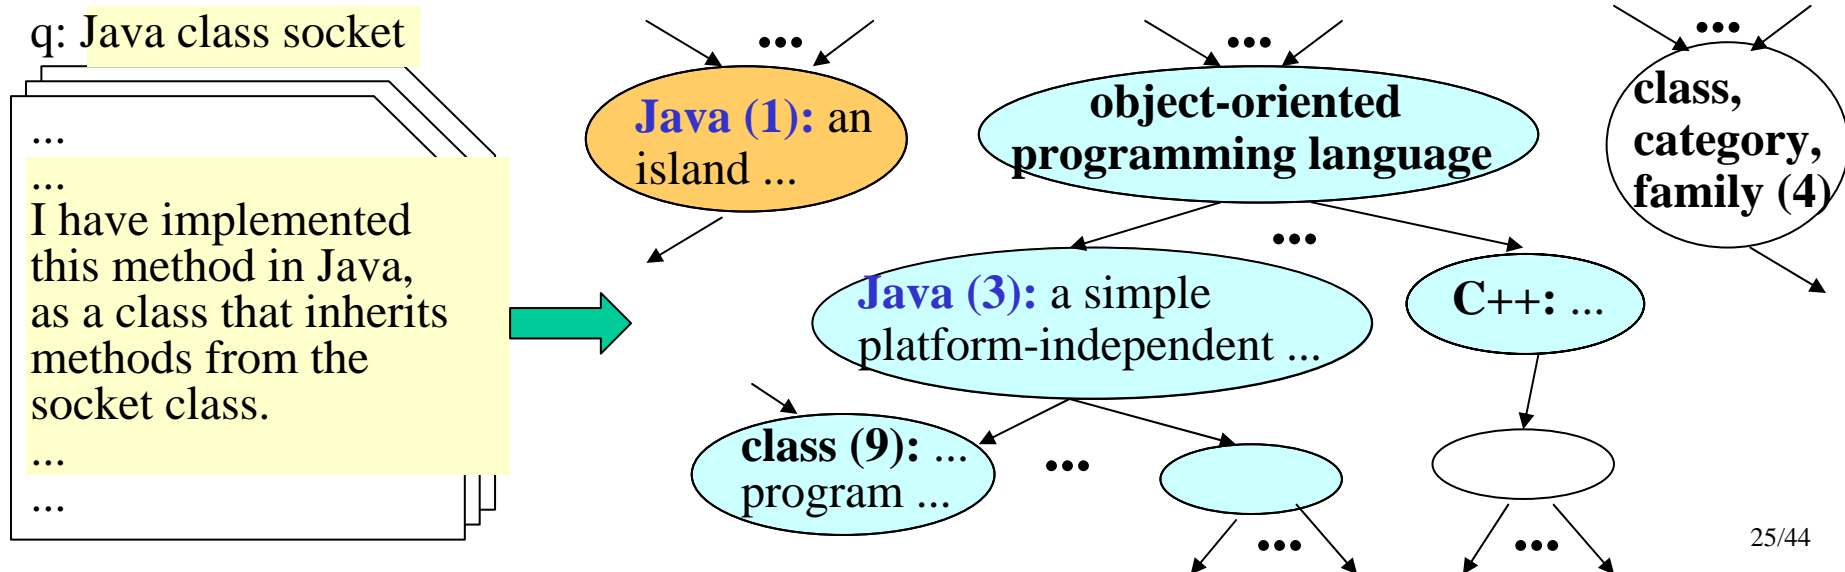 q: Java class socket
...
...
I have implemented
this method in Java,
as a class that inherits
methods from the
socket class.
...
...
...
Java (1): an
island ...
...
object-oriented
programming language
...
class,
category,
family (4)
...
Java (3): a simple
platform-independent ...
C++: ...
class (9): ...
program ...
...
...
...
25/44